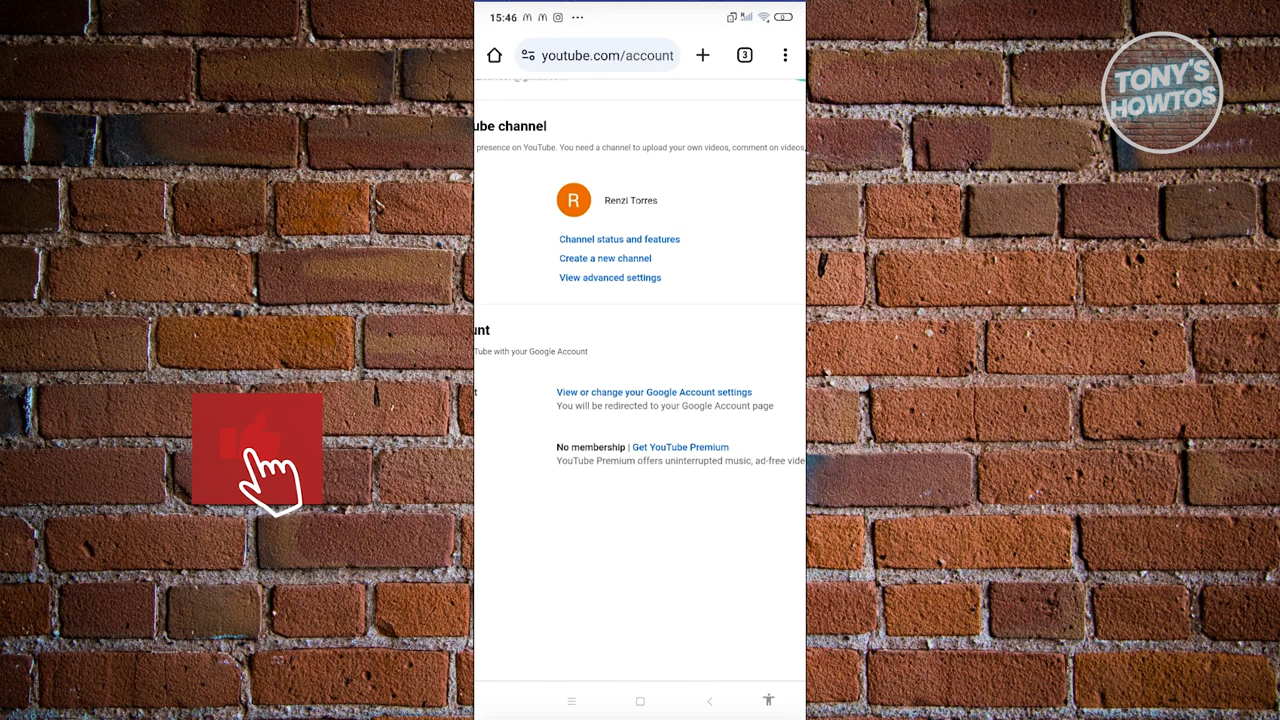 15:46
youtube.com/account
3
TONY'S
HOWTOS
ube channel
presence on YouTube. You need a channel to upload your own videos, comment on videos,
R
Renzi Torres
Channel status and features
Create a new channel
View advanced settings
unt
Tube with your Google Account
t
View or change your Google Account settings
You will be redirected to your Google Account page
No membership | Get YouTube Premium
YouTube Premium offers uninterrupted music, ad-free vide